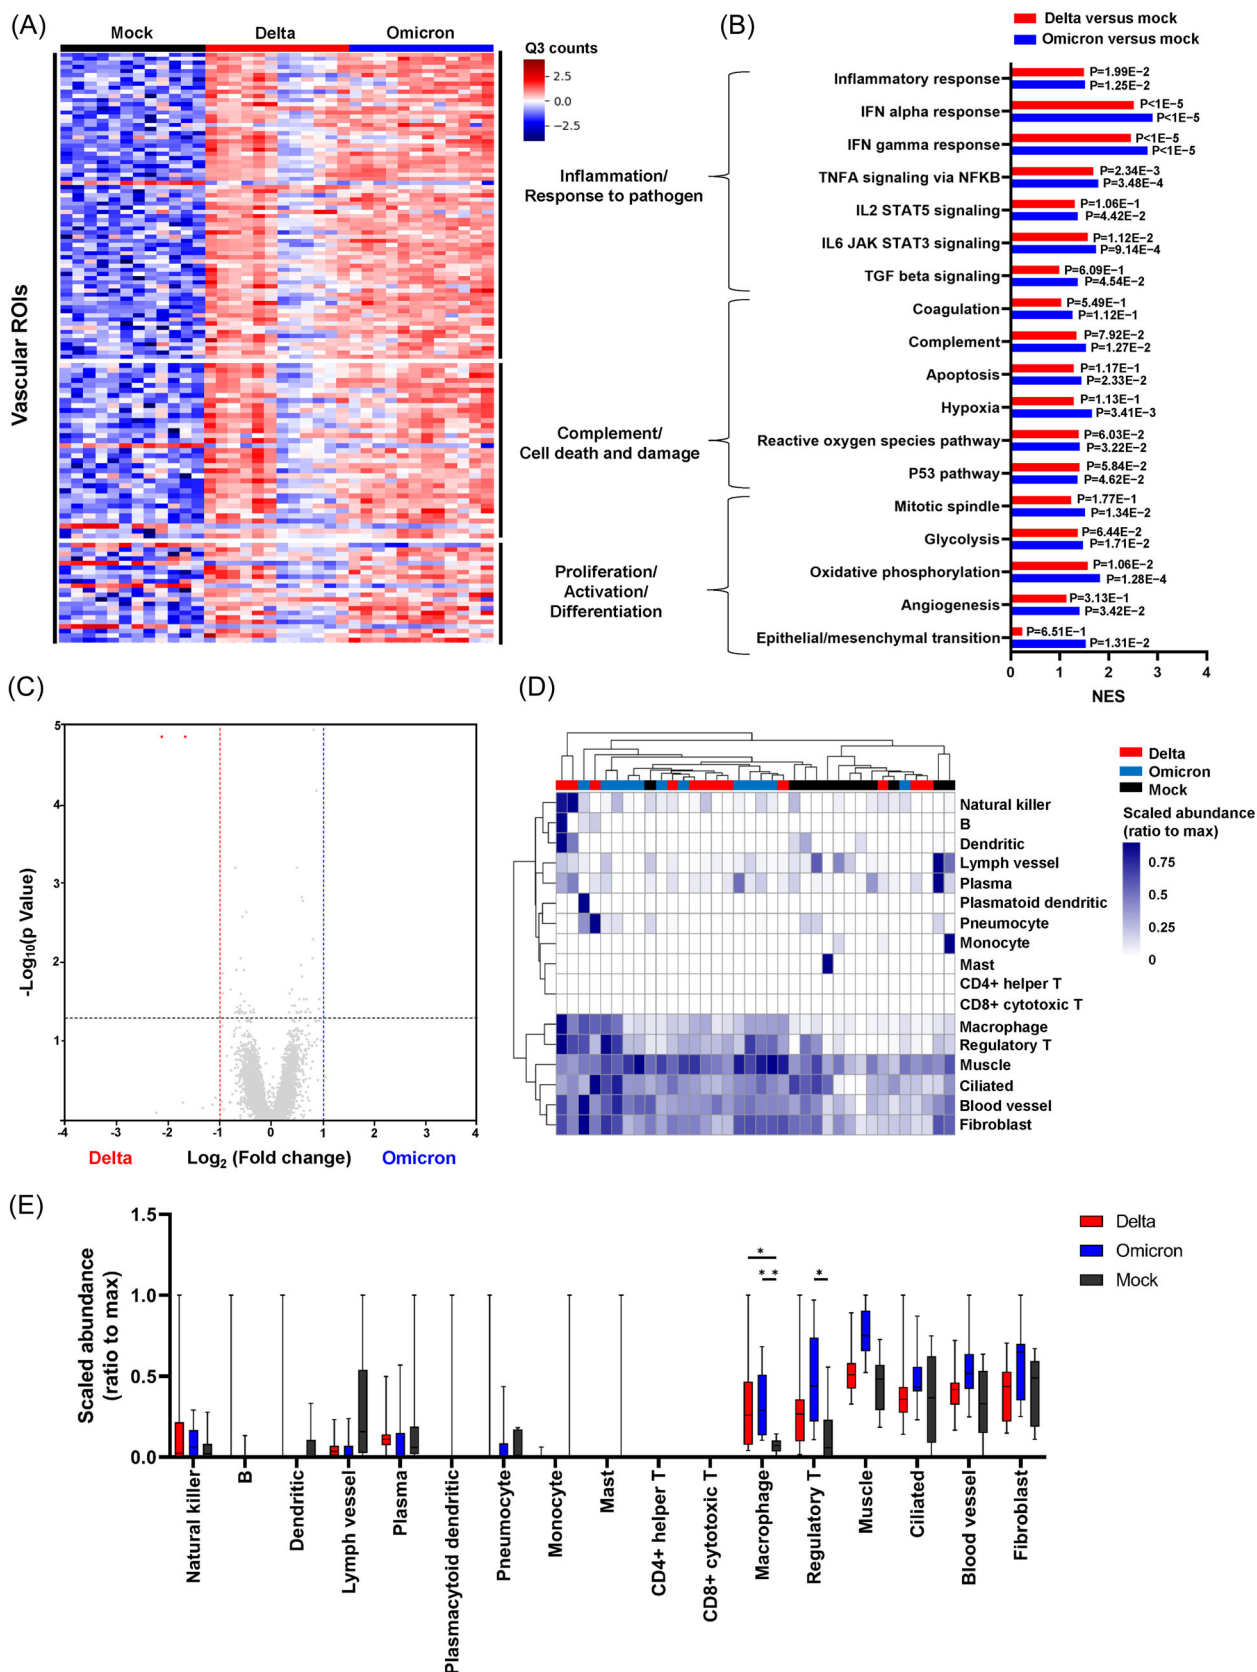 (A)
Mock Delta Omicron
Vascular ROIs
Q3 counts
2.5
0.0
−2.5
Inflammation/
Response to pathogen
Complement/
Cell death and damage
Proliferation/
Activation/
Differentiation
(B)
Delta versus mock
Omicron versus mock
Inflammatory response P=1.99E−2
P=1.25E−2
IFN alpha response P<1E−5
P<1E−5
IFN gamma response P<1E−5
P<1E−5
TNFA signaling via NFKB P=2.34E−3
P=3.48E−4
IL2 STAT5 signaling P=1.06E−1
P=4.42E−2
IL6 JAK STAT3 signaling P=1.12E−2
P=9.14E−4
TGF beta signaling P=6.09E−1
P=4.54E−2
Coagulation P=5.49E−1
P=1.12E−1
Complement P=7.92E−2
P=1.27E−2
Apoptosis P=1.17E−1
P=2.33E−2
Hypoxia P=1.13E−1
P=3.41E−3
Reactive oxygen species pathway P=6.03E−2
P=3.22E−2
P53 pathway P=5.84E−2
P=4.62E−2
Mitotic spindle P=1.77E−1
P=1.34E−2
Glycolysis P=6.44E−2
P=1.71E−2
Oxidative phosphorylation P=1.06E−2
P=1.28E−4
Angiogenesis P=3.13E−1
P=3.42E−2
Epithelial/mesenchymal transition P=6.51E−1
P=1.31E−2
0 1 2 3 4
NES
(C)
5
4
3
2
1
-Log10(p Value)
-4 -3 -2 -1 0 1 2 3 4
Delta Log2 (Fold change) Omicron
(D)
Delta
Omicron
Mock
Scaled abundance
(ratio to max)
0.75
0.5
0.25
0
Natural killer
B
Dendritic
Lymph vessel
Plasma
Plasmatoid dendritic
Pneumocyte
Monocyte
Mast
CD4+ helper T
CD8+ cytotoxic T
Macrophage
Regulatory T
Muscle
Ciliated
Blood vessel
Fibroblast
(E)
Scaled abundance
(ratio to max)
1.5
1.0
0.5
0.0
*
* *
*
Delta
Omicron
Mock
Natural killer
B
Dendritic
Lymph vessel
Plasma
Plasmacytoid dendritic
Pneumocyte
Monocyte
Mast
CD4+ helper T
CD8+ cytotoxic T
Macrophage
Regulatory T
Muscle
Ciliated
Blood vessel
Fibroblast